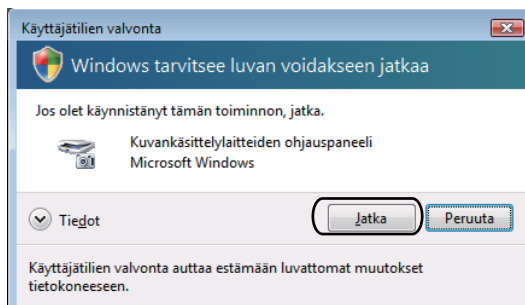 Käyttäjätilien valvonta
Windows tarvitsee luvan voidakseen jatkaa
Jos olet käynnistänyt tämän toiminnon, jatka.
Kuvankäsittelylaitteiden ohjauspaneeli
Microsoft Windows
Tiedot
Jatka
Peruuta
Käyttäjätilien valvonta auttaa estämään luvattomat muutokset
tietokoneeseen.